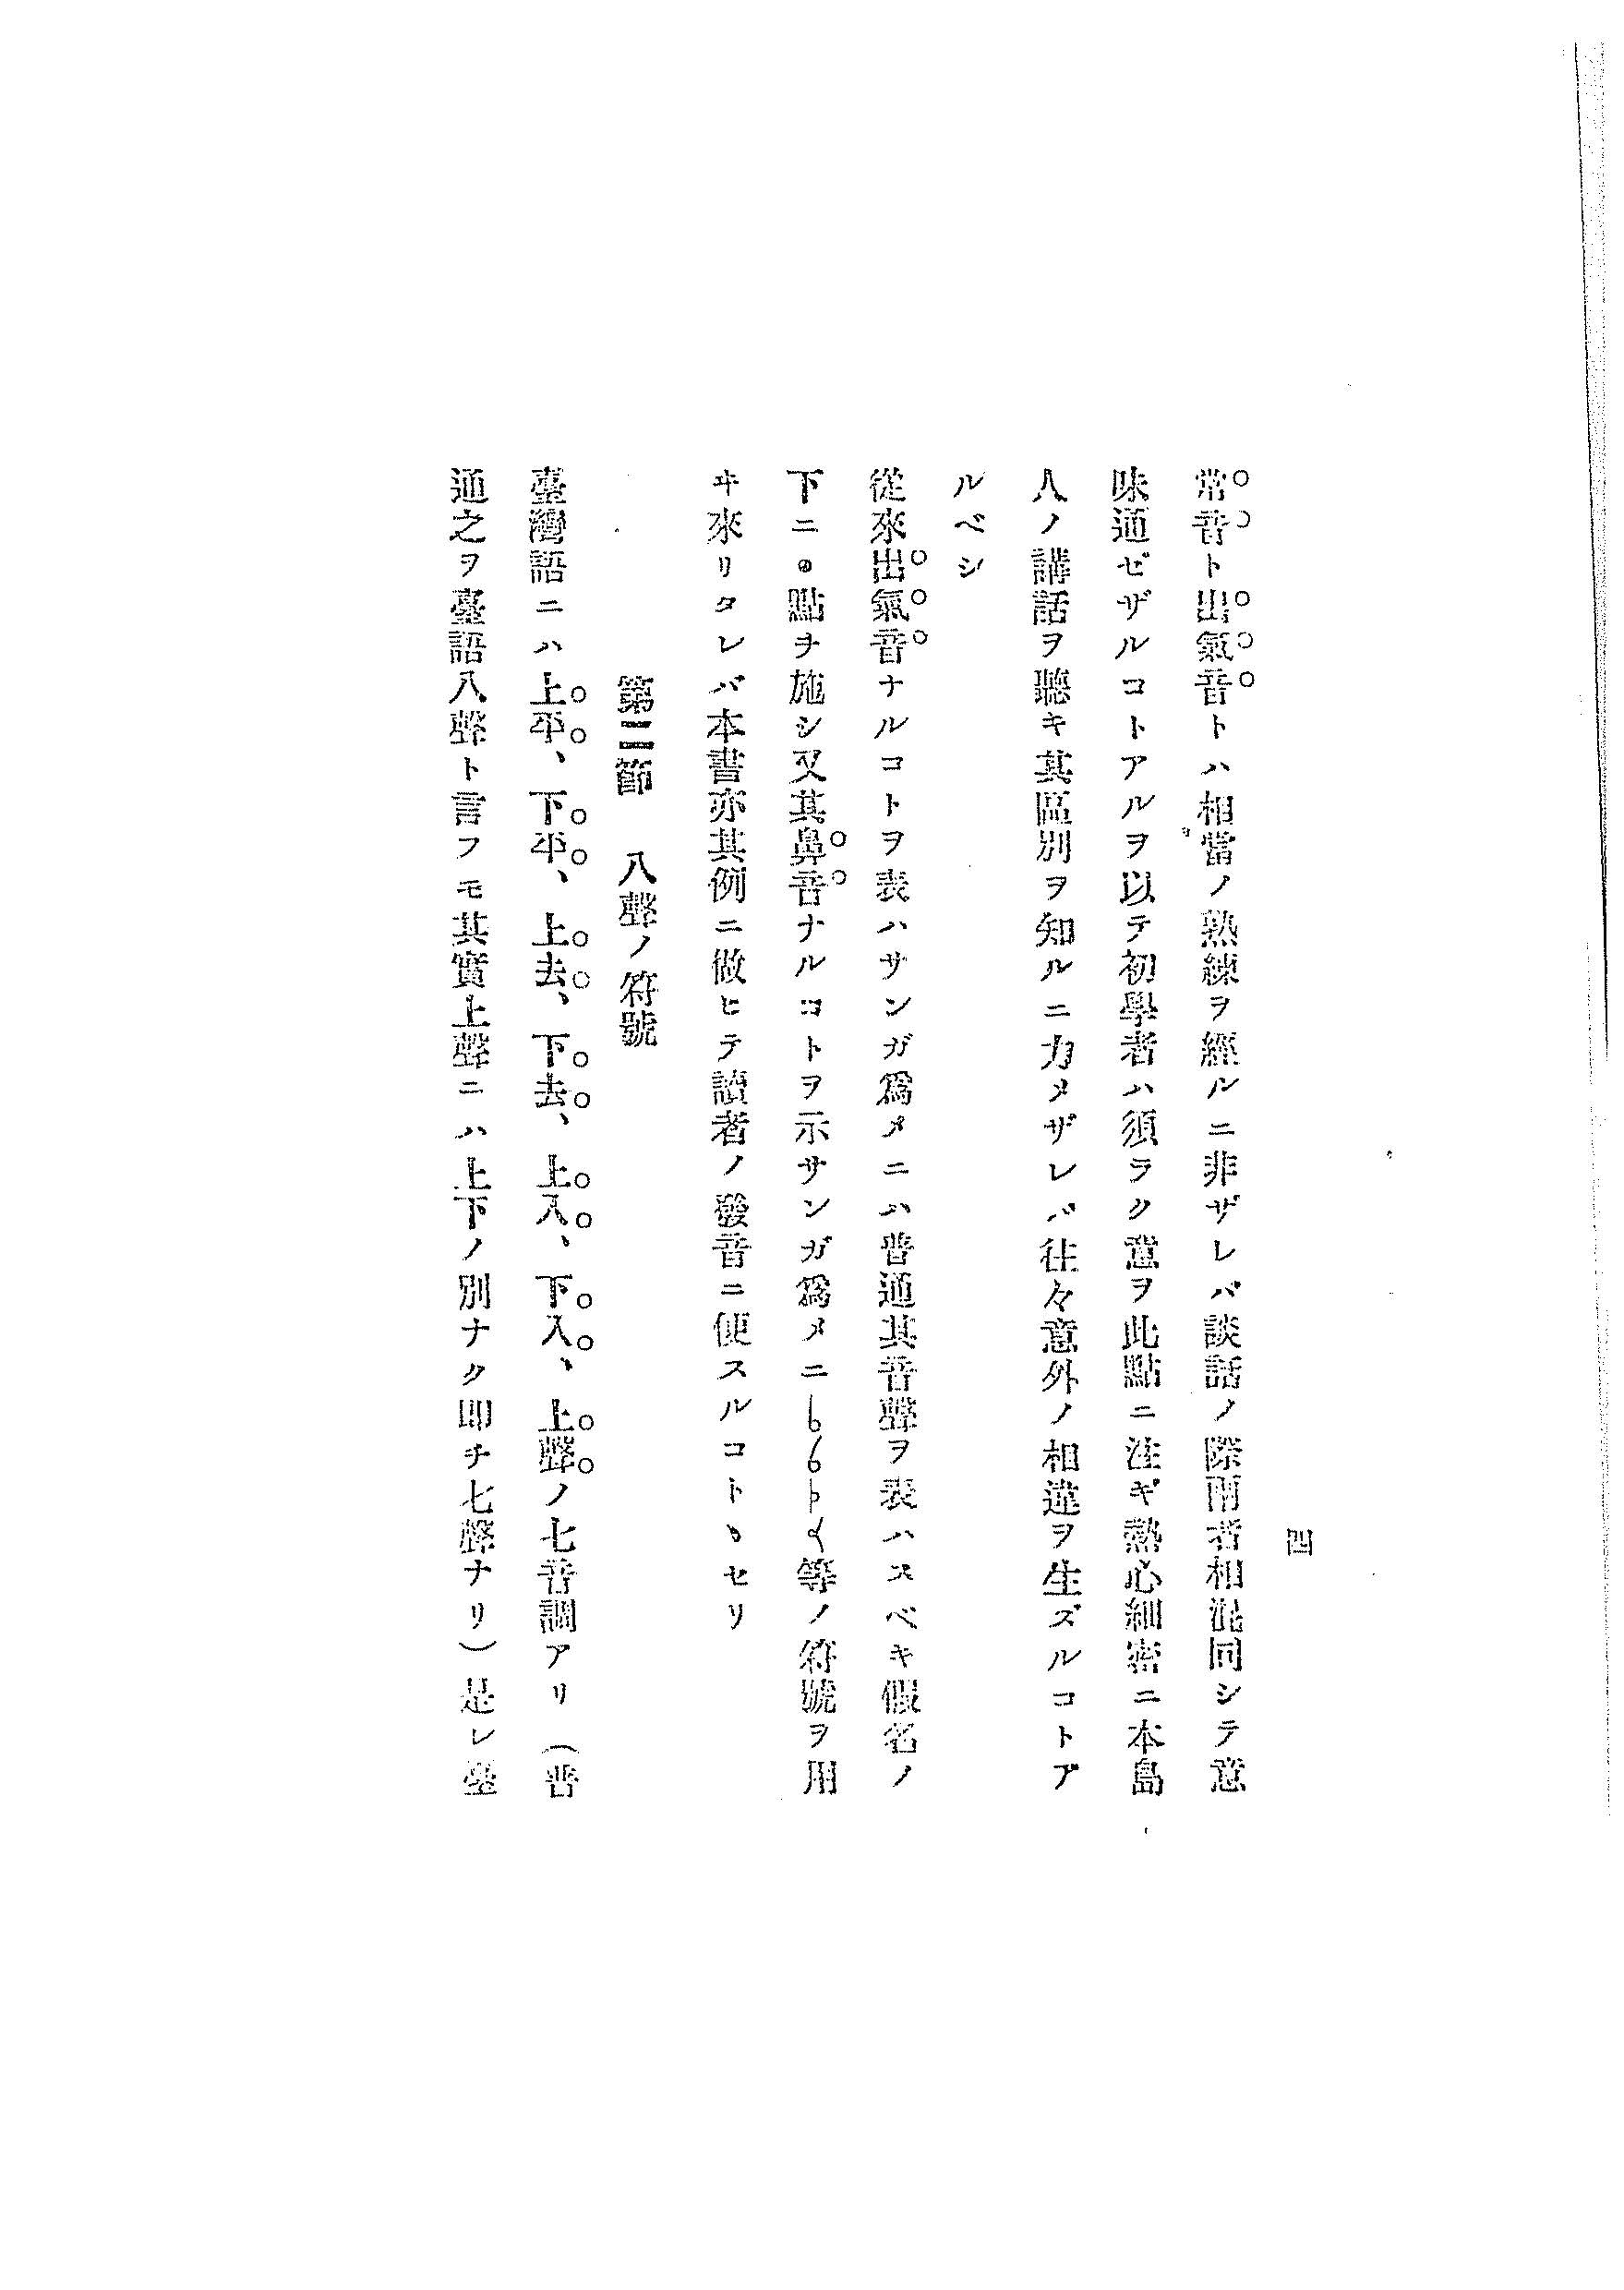 四
常音ト出氣音トハ相當ノ熟練ヲ經ルニ非ザレバ談話ノ際兩者相混同シテ意
味通ゼザルコトアルヲ以テ初學者ハ須ラク意ヲ此點ニ注ギ熱心細密ニ本島
人ノ講話ヲ聽キ其區別ヲ知ルニ力メザレバ往々意外ノ相違ヲ生ズルコトア
ルベシ
從來出氣音ナルコトヲ表ハサンガ爲メニハ普通其音聲ヲ表ハスベキ假名ノ
下ニ・點ヲ施シ又其鼻音ナルコトヲ示サンガ爲メニ等ノ符號ヲ用
ヰ來リタレバ本書亦其例ニ倣ヒテ讀者ノ發音ニ便スルコトヽセリ
第二節 八聲ノ符號
臺灣語ニハ上平、下平、上去、下去、上入、下入、上聲ノ七音調アリ（普
通之ヲ臺語八聲ト言フモ其實上聲ニハ上下ノ別ナク即チ七聲ナリ）是レ臺